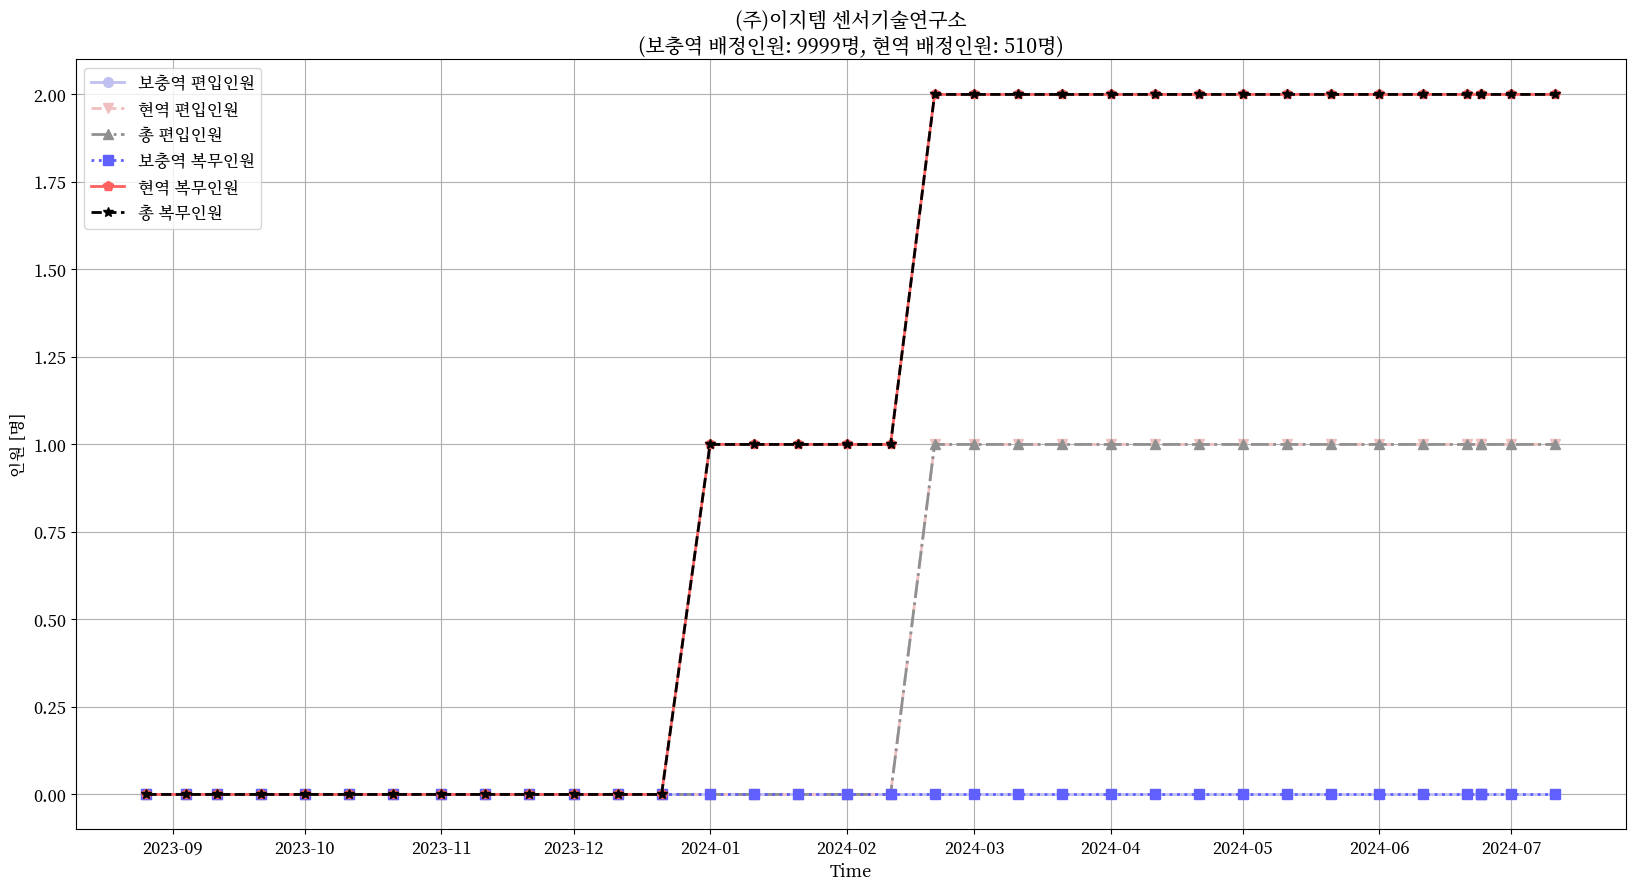 (주)이지템 센서기술연구소
(보충역 배정인원: 9999명, 현역 배정인원: 510명)
보충역 편입인원
현역 편입인원
총 편입인원
보충역 복무인원
현역 복무인원
총 복무인원
2.00
1.75
1.50
1.25
1.00
0.75
0.50
0.25
0.00
인원 [명]
2023-09 2023-10 2023-11 2023-12 2024-01 2024-02 2024-03 2024-04 2024-05 2024-06 2024-07
Time